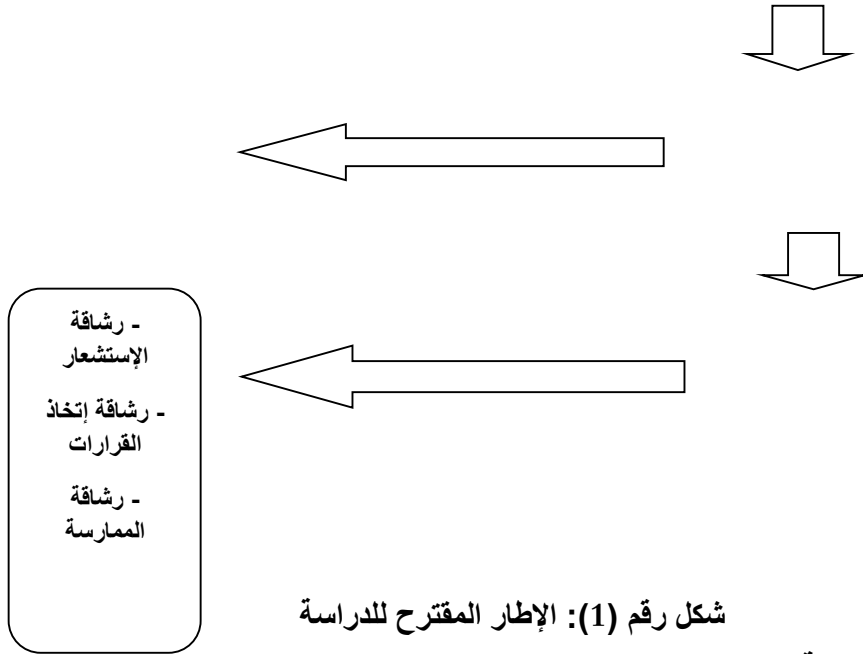 - رشاقة
الإستشعار
- رشاقة إتخاذ
القرارات
- رشاقة
الممارسة
شكل رقم (1): الإطار المقترح للدراسة